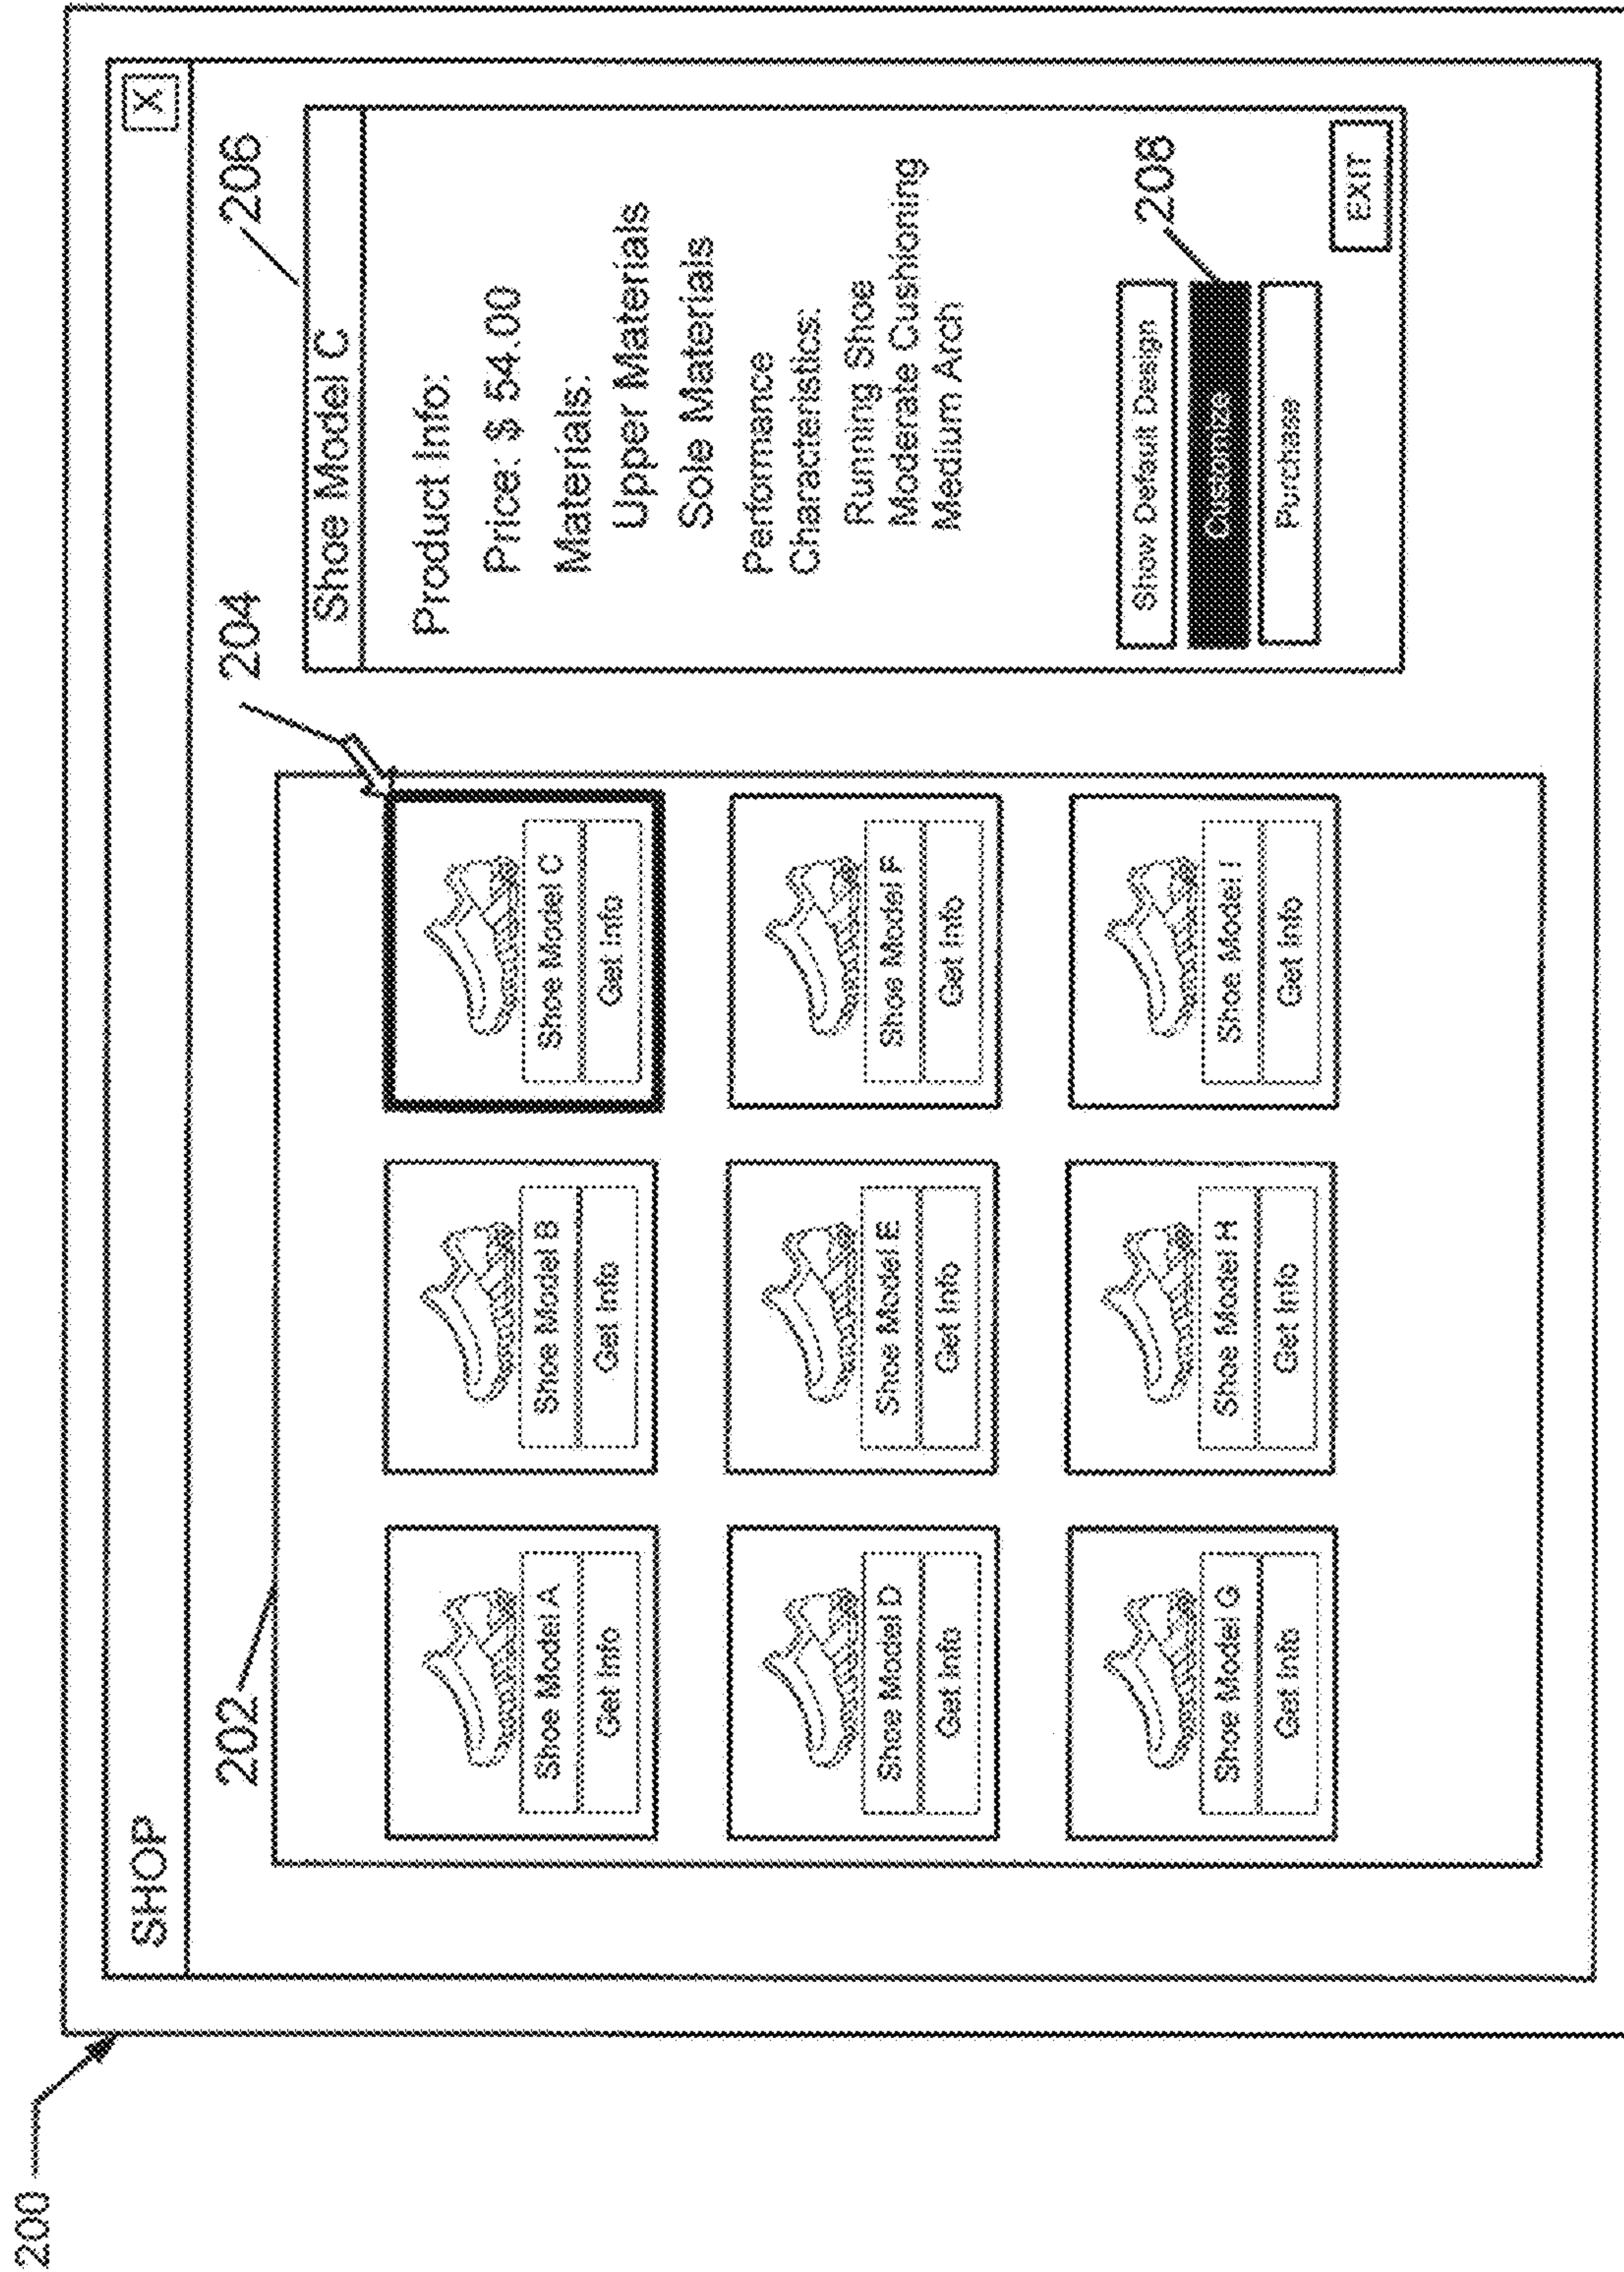 200
SHOP
X
202
204
206
Shoe Model A
Get Info
Shoe Model B
Get Info
Shoe Model C
Get Info
Shoe Model D
Get Info
Shoe Model E
Get Info
Shoe Model F
Get Info
Shoe Model G
Get Info
Shoe Model H
Get Info
Shoe Model I
Get Info
Shoe Model C
Product Info:
Price: $ 54.00
Materials:
Upper Materials
Sole Materials
Performance
Characteristics:
Running Shoe
Moderate Cushioning
Medium Arch
208
Show Default Design
Customize
Purchase
EXIT